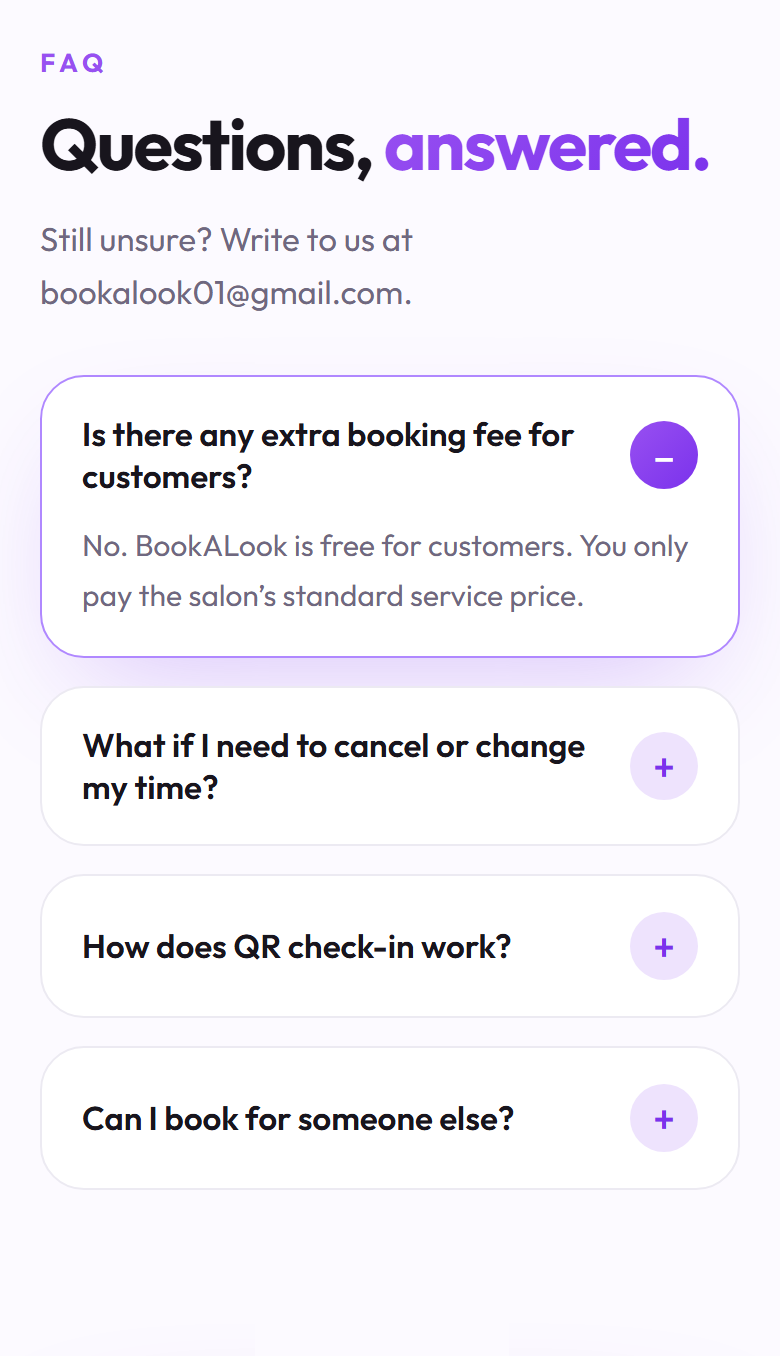 FAQ
Questions, answered.
Still unsure? Write to us at
bookalook01@gmail.com.
Is there any extra booking fee for
customers?
–
No. BookALook is free for customers. You only
pay the salon’s standard service price.
What if I need to cancel or change
my time?
+
How does QR check-in work?
+
Can I book for someone else?
+